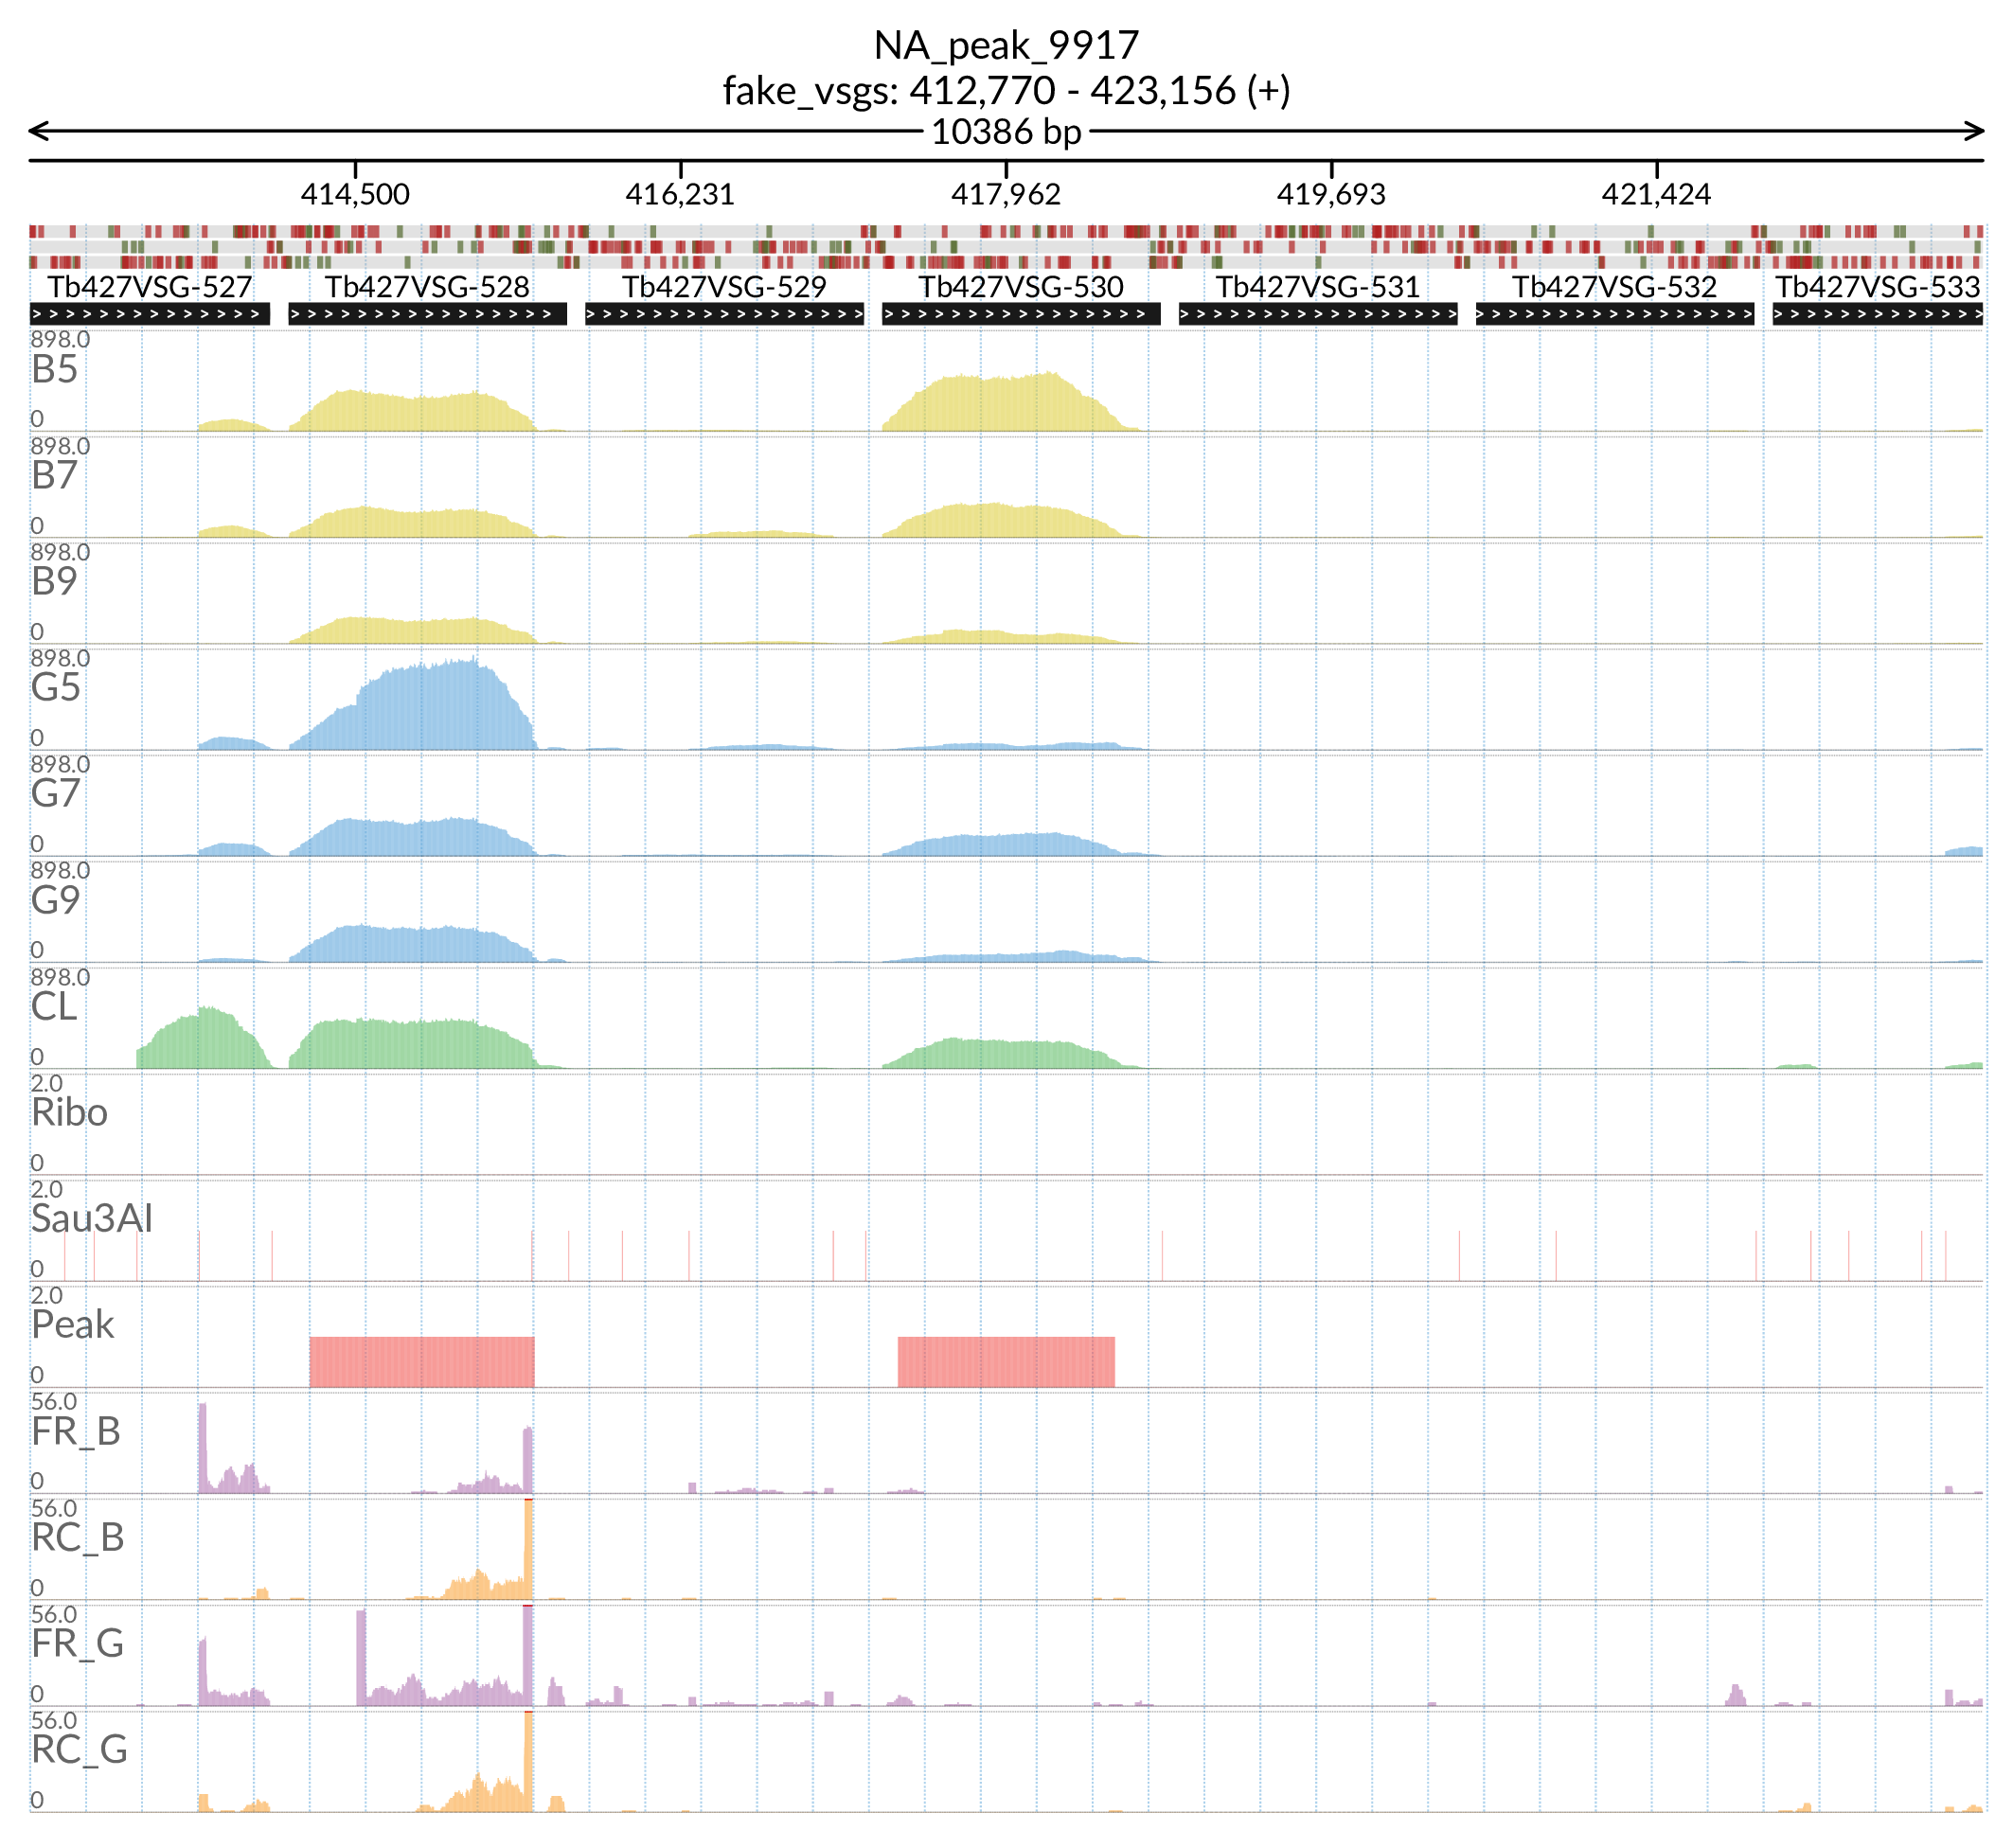 NA_peak_9917
fake_vsgs: 412,770 - 423,156 (+)
10386 bp
414,500 416,231 417,962 419,693 421,424
Tb427VSG-527 Tb427VSG-528 Tb427VSG-529 Tb427VSG-530 Tb427VSG-531 Tb427VSG-532 Tb427VSG-533
898.0
B5
0
898.0
B7
0
898.0
B9
0
898.0
G5
0
898.0
G7
0
898.0
G9
0
898.0
CL
0
2.0
Ribo
0
2.0
Sau3AI
0
2.0
Peak
0
56.0
FR_B
0
56.0
RC_B
0
56.0
FR_G
0
56.0
RC_G
0